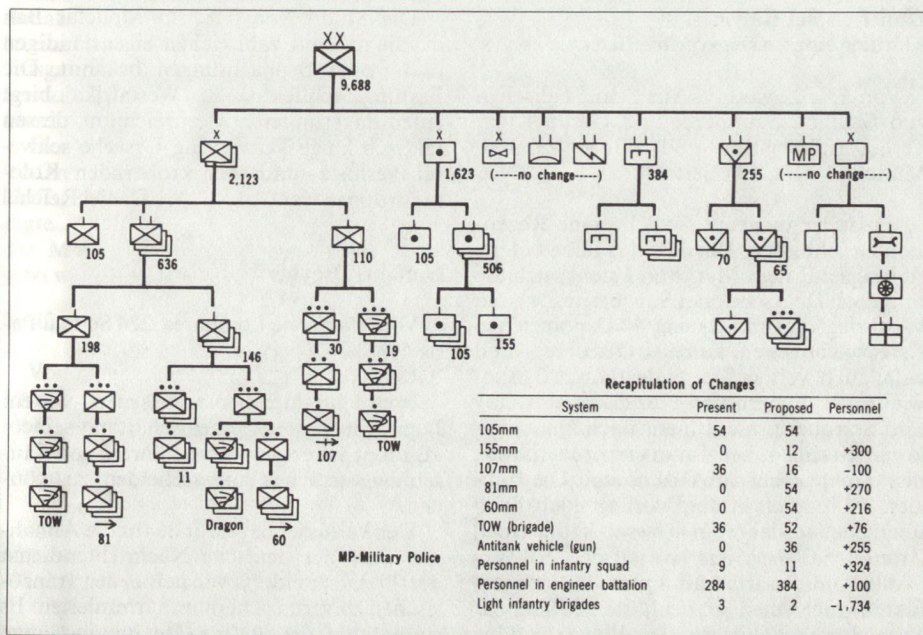 XX
9,688
X
2,123
X
1,623
X
(----no change-----)
384
255
MP
X
(----no change-----)
105
636
110
105
506
70
65
198
146
30
19
105
155
107
TOW
TOW
81
11
Dragon
60
MP-Military Police
Recapitulation of Changes
System Present Proposed Personnel
105mm 54 54
155mm 0 12 +300
107mm 36 16 -100
81mm 0 54 +270
60mm 0 54 +216
TOW (brigade) 36 52 +76
Antitank vehicle (gun) 0 36 +255
Personnel in infantry squad 9 11 +324
Personnel in engineer battalion 284 384 +100
Light infantry brigades 3 2 -1,734